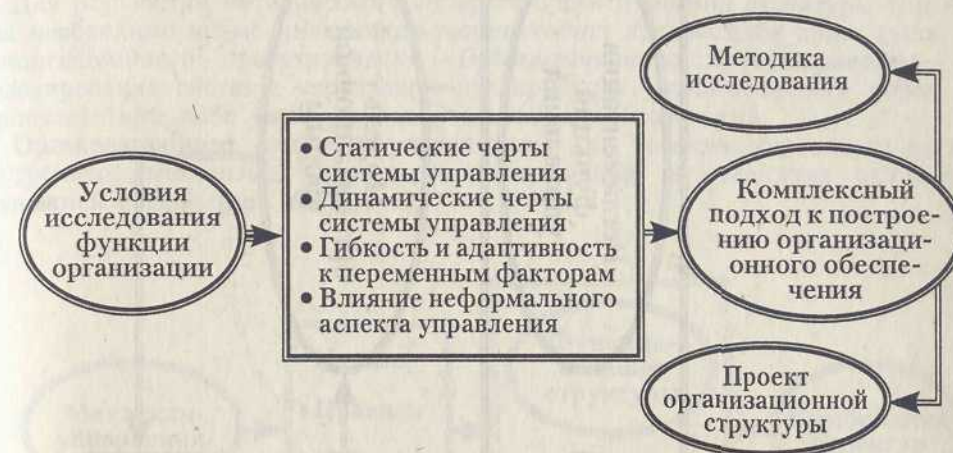 Условия
исследования
функции
организации
• Статические черты
системы управления
• Динамические черты
системы управления
• Гибкость и адаптивность
к переменным факторам
• Влияние неформального
аспекта управления
Методика
исследования
Комплексный
подход к построе-
нию организаци-
онного обеспе-
чения
Проект
организационной
структуры